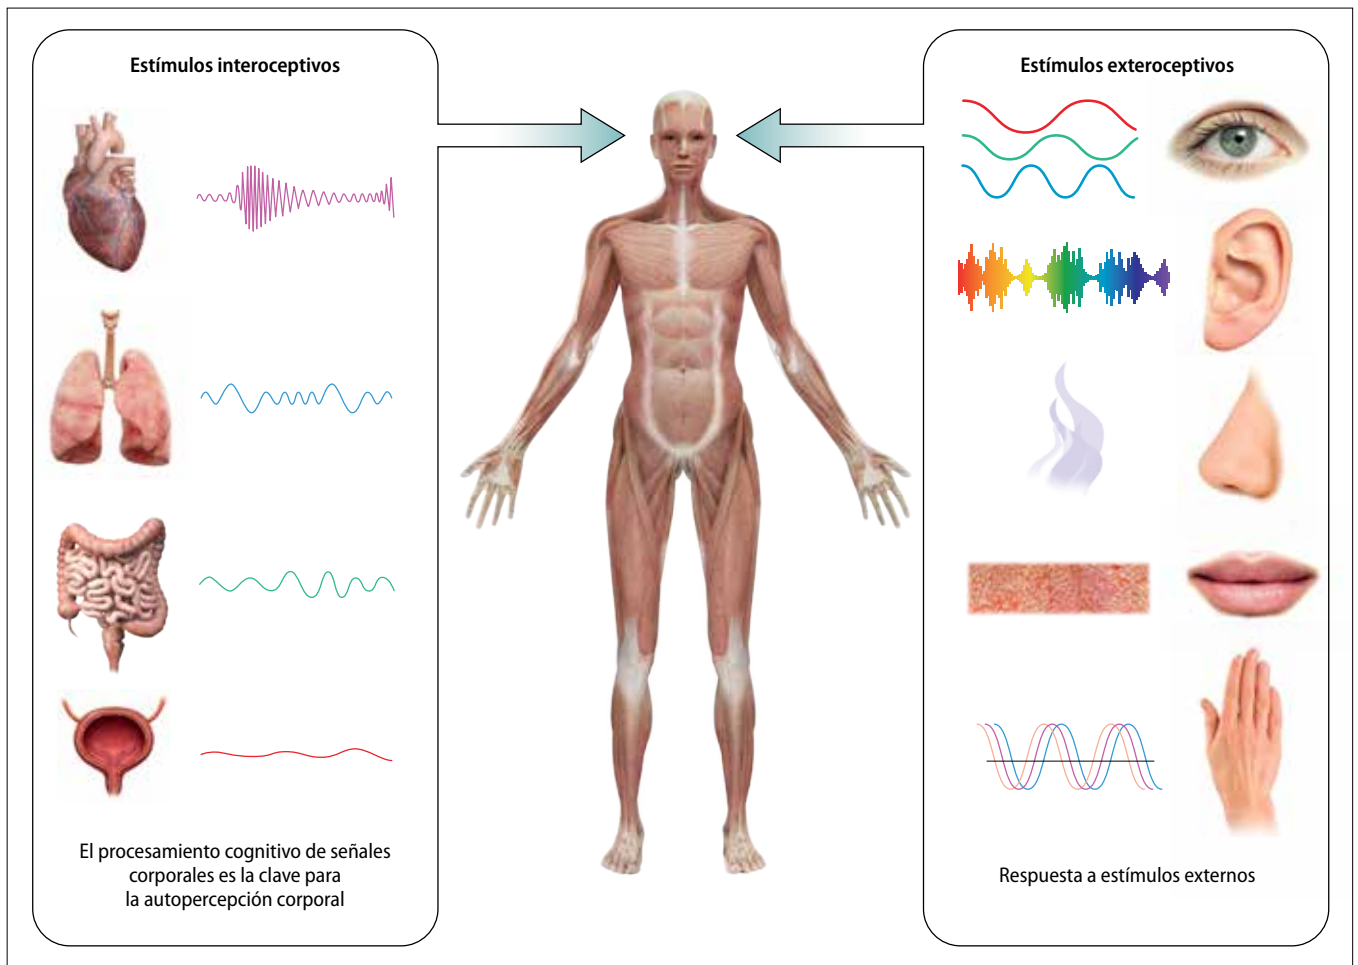 Estímulos interoceptivos
El procesamiento cognitivo de señales
corporales es la clave para
la autopercepción corporal
Estímulos exteroceptivos
Respuesta a estímulos externos